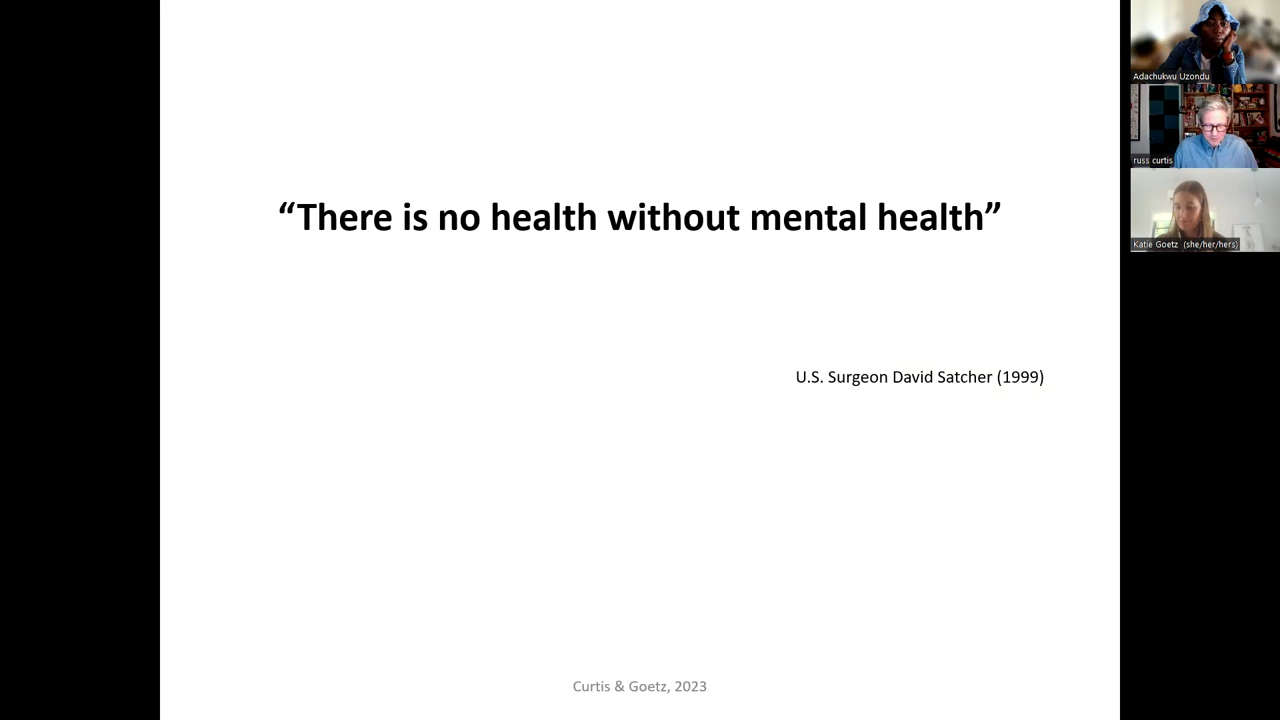 “There is no health without mental health”
U.S. Surgeon David Satcher (1999)
Curtis & Goetz, 2023
Adachukwu Uzondu
russ curtis
Katie Goetz (she/her/hers)